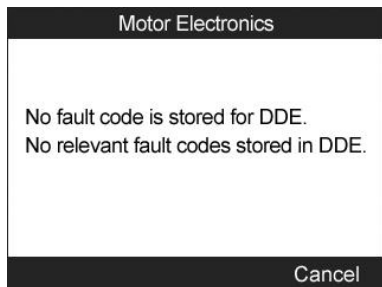 Motor Electronics
No fault code is stored for DDE.
No relevant fault codes stored in DDE.
Cancel